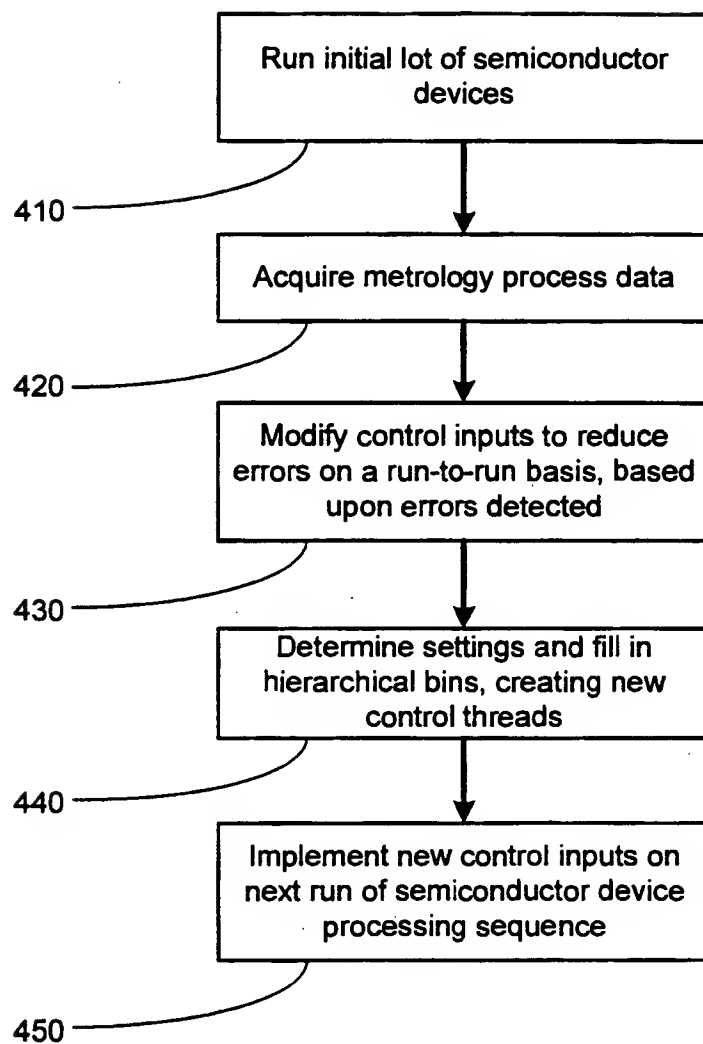 Run initial lot of semiconductor
devices
410
Acquire metrology process data
420
Modify control inputs to reduce
errors on a run-to-run basis, based
upon errors detected
430
Determine settings and fill in
hierarchical bins, creating new
control threads
440
Implement new control inputs on
next run of semiconductor device
processing sequence
450